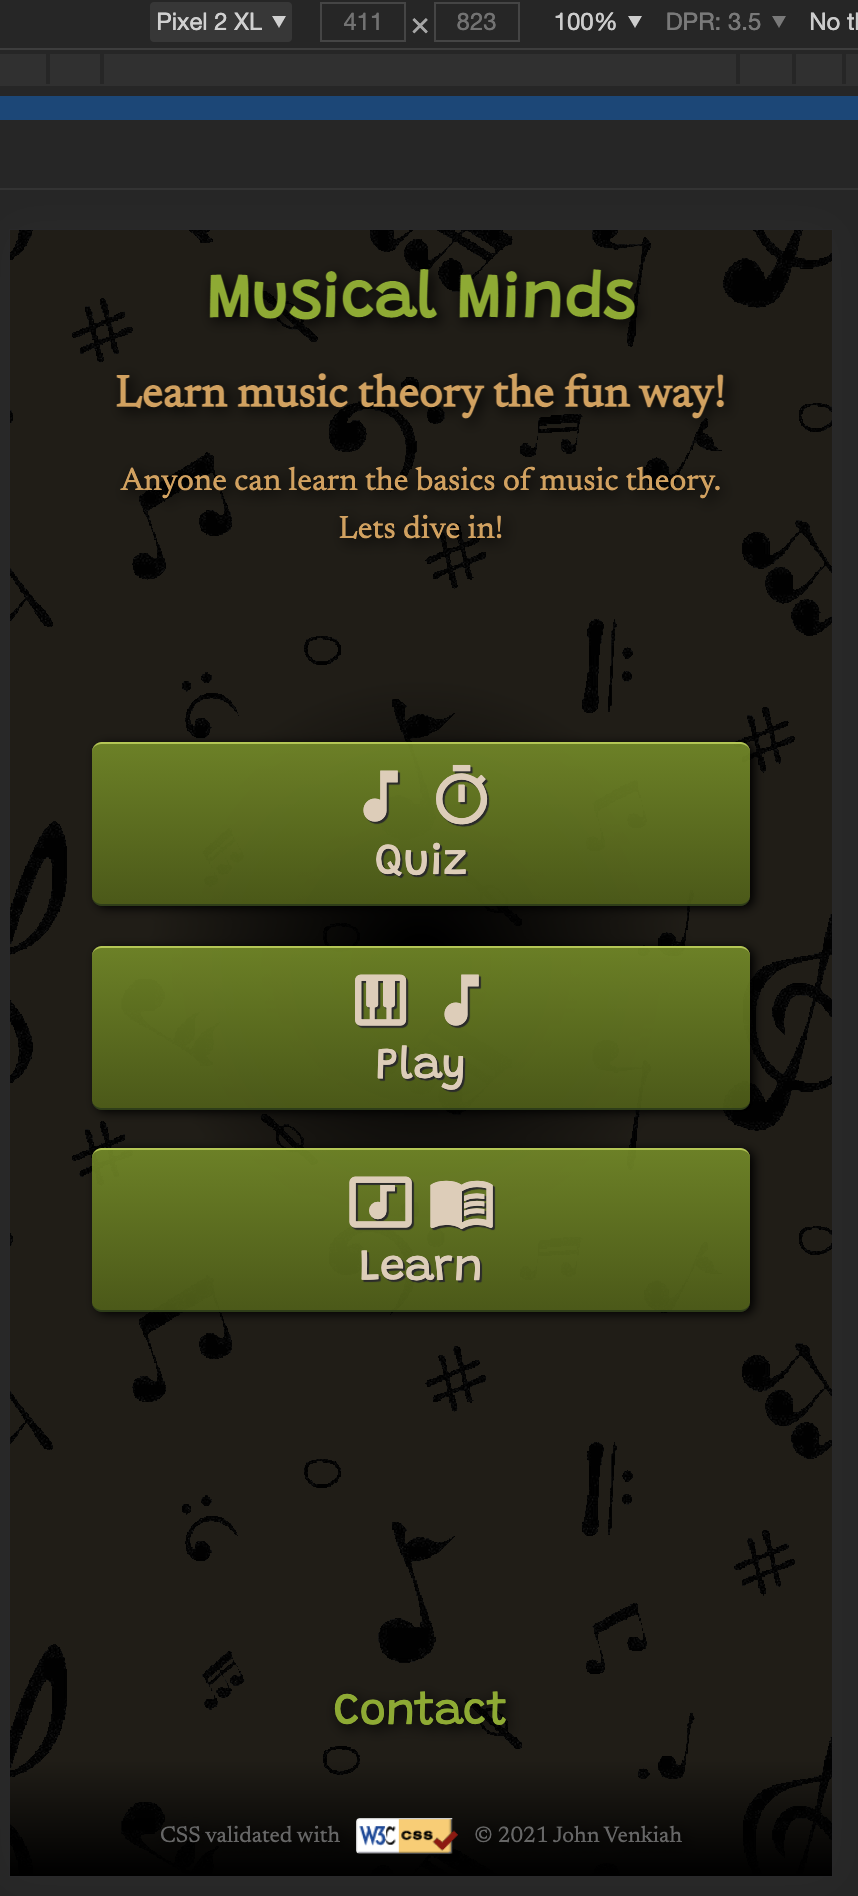 Pixel 2 XL ▼ 411 × 823 100% ▼ DPR: 3.5 ▼ No
Musical Minds
Learn music theory the fun way!
Anyone can learn the basics of music theory.
Lets dive in!
Quiz
Play
Learn
Contact
CSS validated with W3C css © 2021 John Venkiah